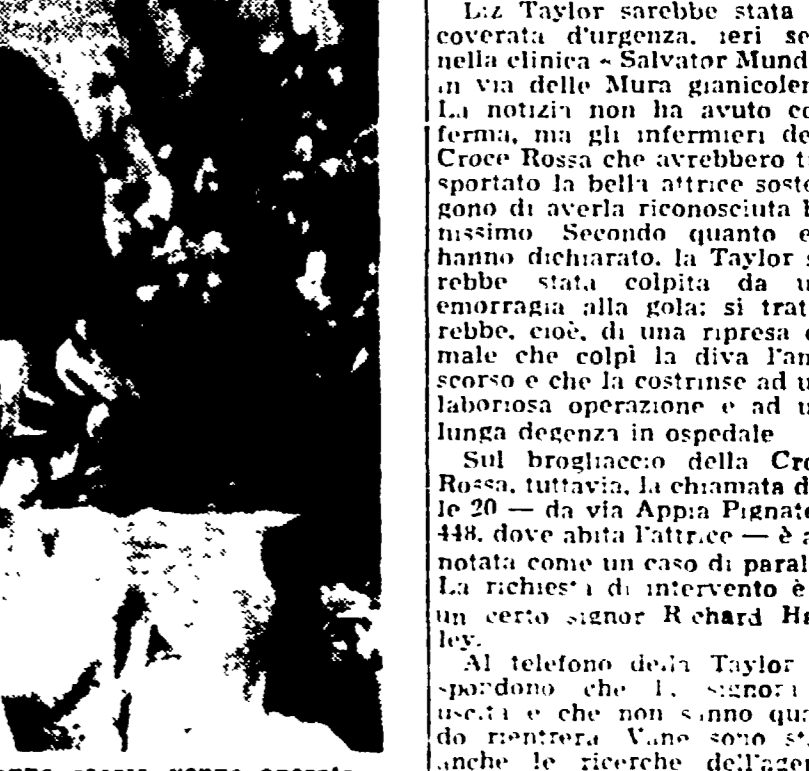 Liz Taylor sarebbe stata
coverata d'urgenza, ieri se
nella clinica « Salvator Mund
in via delle Mura gianicolen
La notizia non ha avuto co
ferma, ma gli infermieri de
Croce Rossa che avrebbero t
sportato la bella attrice soste
gono di averla riconosciuta b
nissimo Secondo quanto e
hanno dichiarato, la Taylor s
rebbe stata colpita da u
emorragia alla gola: si trat
rebbe, cioè, di una ripresa d
male che colpì la diva l'an
scorso e che la costrinse ad u
laboriosa operazione e ad u
lunga degenza in ospedale
Sul brogliaccio della Cro
Rossa, tuttavia, la chiamata d
le 20 — da via Appia Pignate
448, dove abita l'attrice — è a
notata come un caso di paral
La richiesta di intervento è
un certo signor Richard Ha
ley.
Al telefono della Taylor
spondono che la signora
uscita e che non sanno qua
do rientrerà Vane sono st
anche le ricerche dell'agen